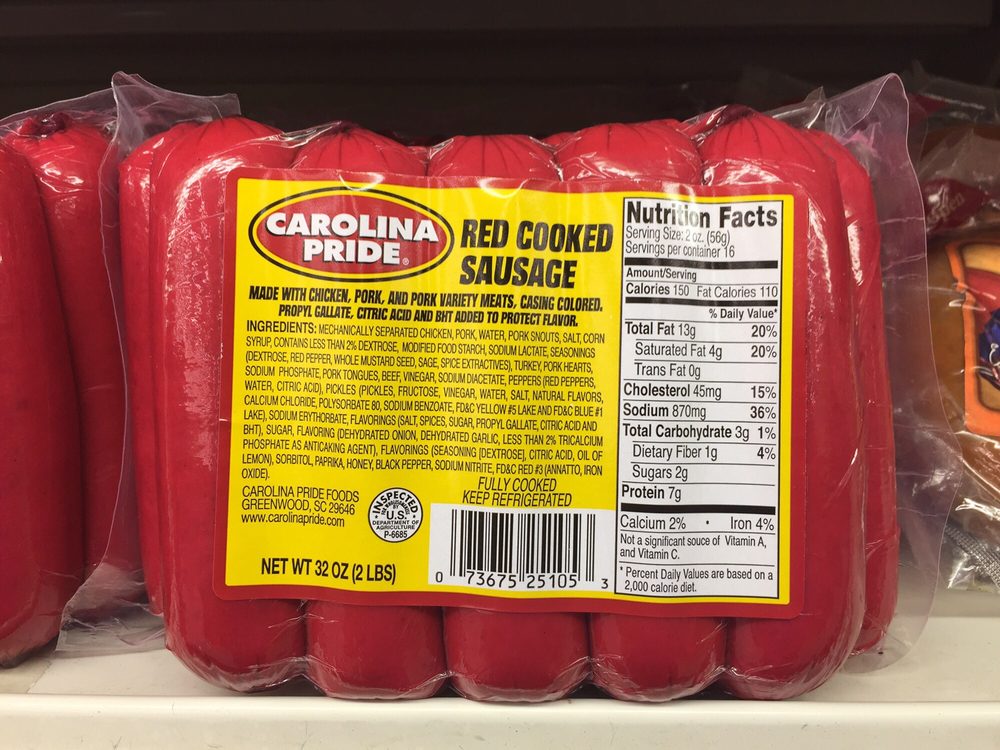 CAROLINA
PRIDE®
RED COOKED
SAUSAGE
MADE WITH CHICKEN, PORK, AND PORK VARIETY MEATS, CASING COLORED.
PROPYL GALLATE, CITRIC ACID AND BHT ADDED TO PROTECT FLAVOR.
INGREDIENTS: MECHANICALLY SEPARATED CHICKEN, PORK, WATER, PORK SNOUTS, SALT, CORN
SYRUP, CONTAINS LESS THAN 2% DEXTROSE, MODIFIED FOOD STARCH, SODIUM LACTATE, SEASONINGS
(DEXTROSE, RED PEPPER, WHOLE MUSTARD SEED, SAGE, SPICE EXTRACTIVES), TURKEY, PORK HEARTS,
SODIUM PHOSPHATE, PORK TONGUES, BEEF, VINEGAR, SODIUM DIACETATE, PEPPERS (RED PEPPERS,
WATER, CITRIC ACID), PICKLES (PICKLES, FRUCTOSE, VINEGAR, WATER, SALT, NATURAL FLAVORS,
CALCIUM CHLORIDE, POLYSORBATE 80, SODIUM BENZOATE, FD&C YELLOW #5 LAKE AND FD&C BLUE #1
LAKE), SODIUM ERYTHORBATE, FLAVORINGS (SALT, SPICES, SUGAR, PROPYL GALLATE, CITRIC ACID AND
BHT), SUGAR, FLAVORING (DEHYDRATED ONION, DEHYDRATED GARLIC, LESS THAN 2% TRICALCIUM
PHOSPHATE AS ANTICAKING AGENT), FLAVORINGS (SEASONING [DEXTROSE], CITRIC ACID, OIL OF
LEMON), SORBITOL, PAPRIKA, HONEY, BLACK PEPPER, SODIUM NITRITE, FD&C RED #3 (ANNATTO, IRON
OXIDE).
FULLY COOKED
KEEP REFRIGERATED
CAROLINA PRIDE FOODS
GREENWOOD, SC 29646
www.carolinapride.com
INSPECTED
U.S.
DEPARTMENT OF
AGRICULTURE
P-6685
NET WT 32 OZ (2 LBS)
0 73675 25105 3
Nutrition Facts
Serving Size: 2 oz. (56g)
Servings per container 16
Amount/Serving
Calories 150 Fat Calories 110
% Daily Value*
Total Fat 13g 20%
Saturated Fat 4g 20%
Trans Fat 0g
Cholesterol 45mg 15%
Sodium 870mg 36%
Total Carbohydrate 3g 1%
Dietary Fiber 1g 4%
Sugars 2g
Protein 7g
Calcium 2% • Iron 4%
Not a significant souce of Vitamin A,
and Vitamin C.
* Percent Daily Values are based on a
2,000 calorie diet.